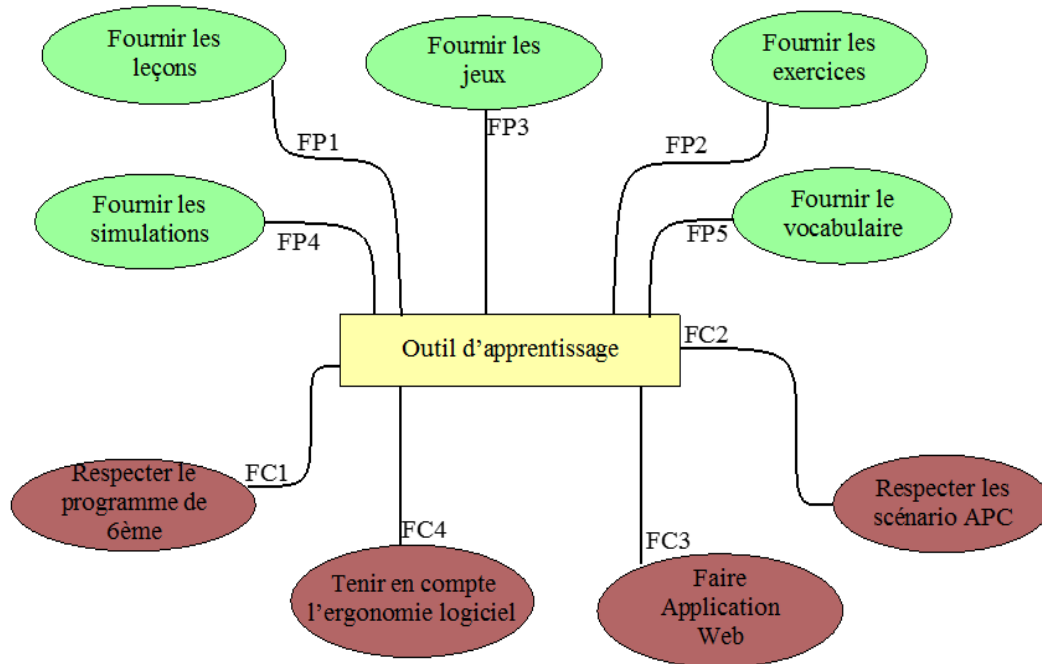 Fournir les
leçons
Fournir les
jeux
Fournir les
exercices
FP1
FP3
FP2
Fournir les
simulations
FP4
Fournir le
vocabulaire
FP5
Outil d’apprentissage
FC2
Respecter le
programme de
6ème
FC1
Respecter les
scénario APC
FC4
Tenir en compte
l’ergonomie logiciel
FC3
Faire
Application
Web